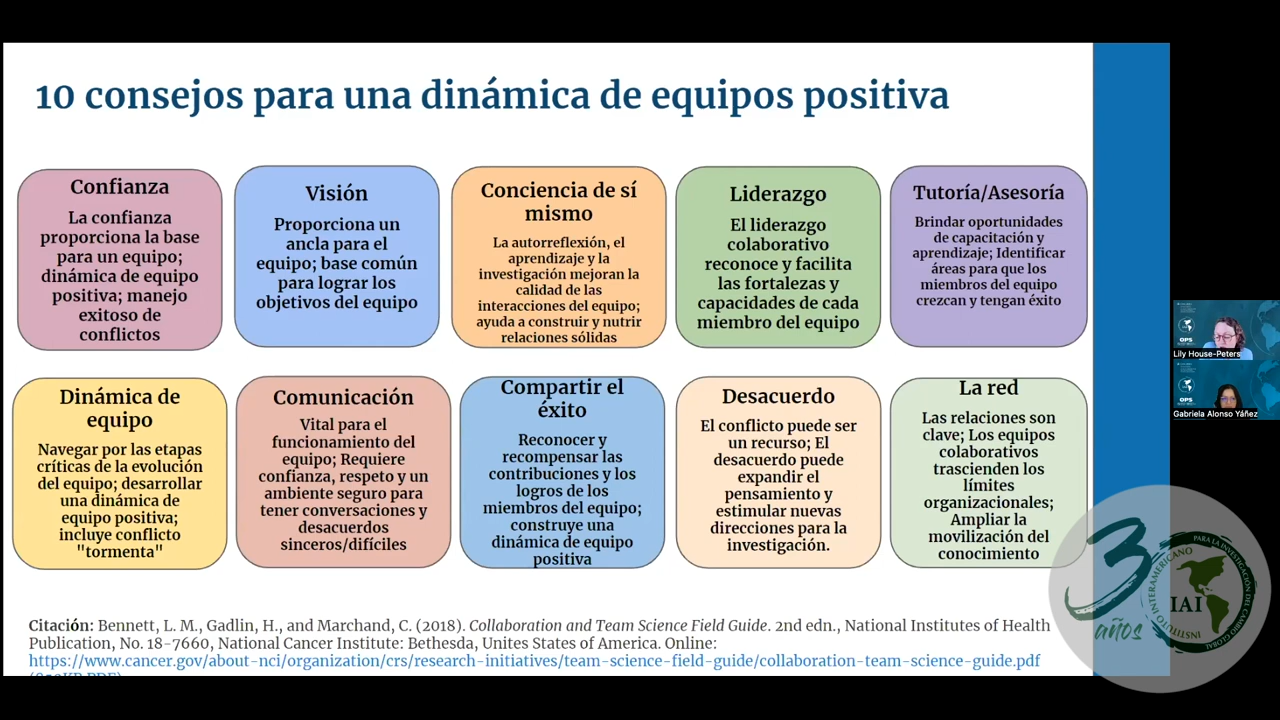 10 consejos para una dinámica de equipos positiva
Confianza
La confianza
proporciona la base
para un equipo;
dinámica de equipo
positiva; manejo
exitoso de
conflictos
Visión
Proporciona un
ancla para el
equipo; base común
para lograr los
objetivos del equipo
Conciencia de sí
mismo
La autorreflexión, el
aprendizaje y la
investigación mejoran la
calidad de las
interacciones del equipo;
ayuda a construir y nutrir
relaciones sólidas
Liderazgo
El liderazgo
colaborativo
reconoce y facilita
las fortalezas y
capacidades de cada
miembro del equipo
Tutoría/Asesoría
Brindar oportunidades
de capacitación y
aprendizaje; Identificar
áreas para que los
miembros del equipo
crezcan y tengan éxito
Dinámica de
equipo
Navegar por las etapas
críticas de la evolución
del equipo; desarrollar
una dinámica de
equipo positiva;
incluye conflicto
"tormenta"
Comunicación
Vital para el
funcionamiento del
equipo; Requiere
confianza, respeto y un
ambiente seguro para
tener conversaciones y
desacuerdos
sinceros/difíciles
Compartir el
éxito
Reconocer y
recompensar las
contribuciones y los
logros de los
miembros del equipo;
construye una
dinámica de equipo
positiva
Desacuerdo
El conflicto puede ser
un recurso; El
desacuerdo puede
expandir el
pensamiento y
estimular nuevas
direcciones para la
investigación.
La red
Las relaciones son
clave; Los equipos
colaborativos
trascienden los
límites
organizacionales;
Ampliar la
movilización del
conocimiento
Citación: Bennett, L. M., Gadlin, H., and Marchand, C. (2018). Collaboration and Team Science Field Guide. 2nd edn., National Institutes of Health
Publication, No. 18-7660, National Cancer Institute: Bethesda, Unites States of America. Online:
https://www.cancer.gov/about-nci/organization/crs/research-initiatives/team-science-field-guide/collaboration-team-science-guide.pdf
OPS
Lily House-Peters
OPS
Gabriela Alonso Yáñez
30
años
IAI
INSTITUTO INTERAMERICANO
PARA LA INVESTIGACIÓN DEL CAMBIO GLOBAL